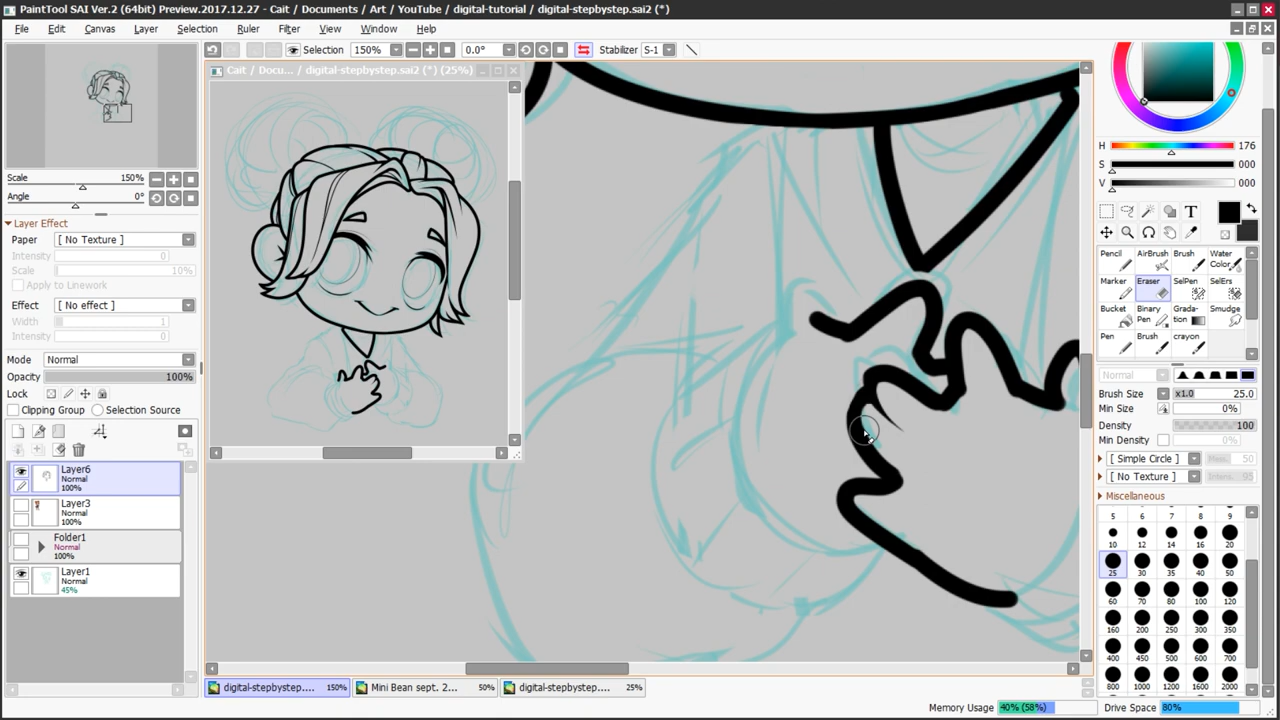 PaintTool SAI Ver.2 (64bit) Preview.2017.12.27 - Cait / Documents / Art / YouTube / digital-tutorial / digital-stepbystep.sai2 (*)
File Edit Canvas Layer Selection Ruler Filter View Window Help
Selection 150% 0.0° Stabilizer S-1
Cait / Docu... / digital-stepbystep.sai2 (*) (25%)
Scale 150%
Angle 0°
Layer Effect
Paper [ No Texture ]
Intensity 0
Scale 10%
Apply to Linework
Effect [ No effect ]
Width 1
Intensity 0
Mode Normal
Opacity 100%
Lock
Clipping Group Selection Source
Layer6
Normal
100%
Layer3
Normal
100%
Folder1
Normal
100%
Layer1
Normal
45%
H 176
S 000
V 000
T
Pencil AirBrush Brush Water Color
Marker Eraser SelPen SelErs
Bucket Binary Pen Grada-tion Smudge
Pen Brush crayon
Normal
Brush Size x1.0 25.0
Min Size 0%
Density 100
Min Density
[ Simple Circle ] 50
[ No Texture ] 95
Miscellaneous
5 6 7 8 9
10 12 14 16 20
25 30 35 40 50
60 70 80 100 120
160 200 250 300 350
400 450 500 600 700
800 1000 1200 1600 2000
digital-stepbystep.... 150% Mini Bean sept. 2... 50% digital-stepbystep.... 25%
Memory Usage 40% (58%) Drive Space 80%